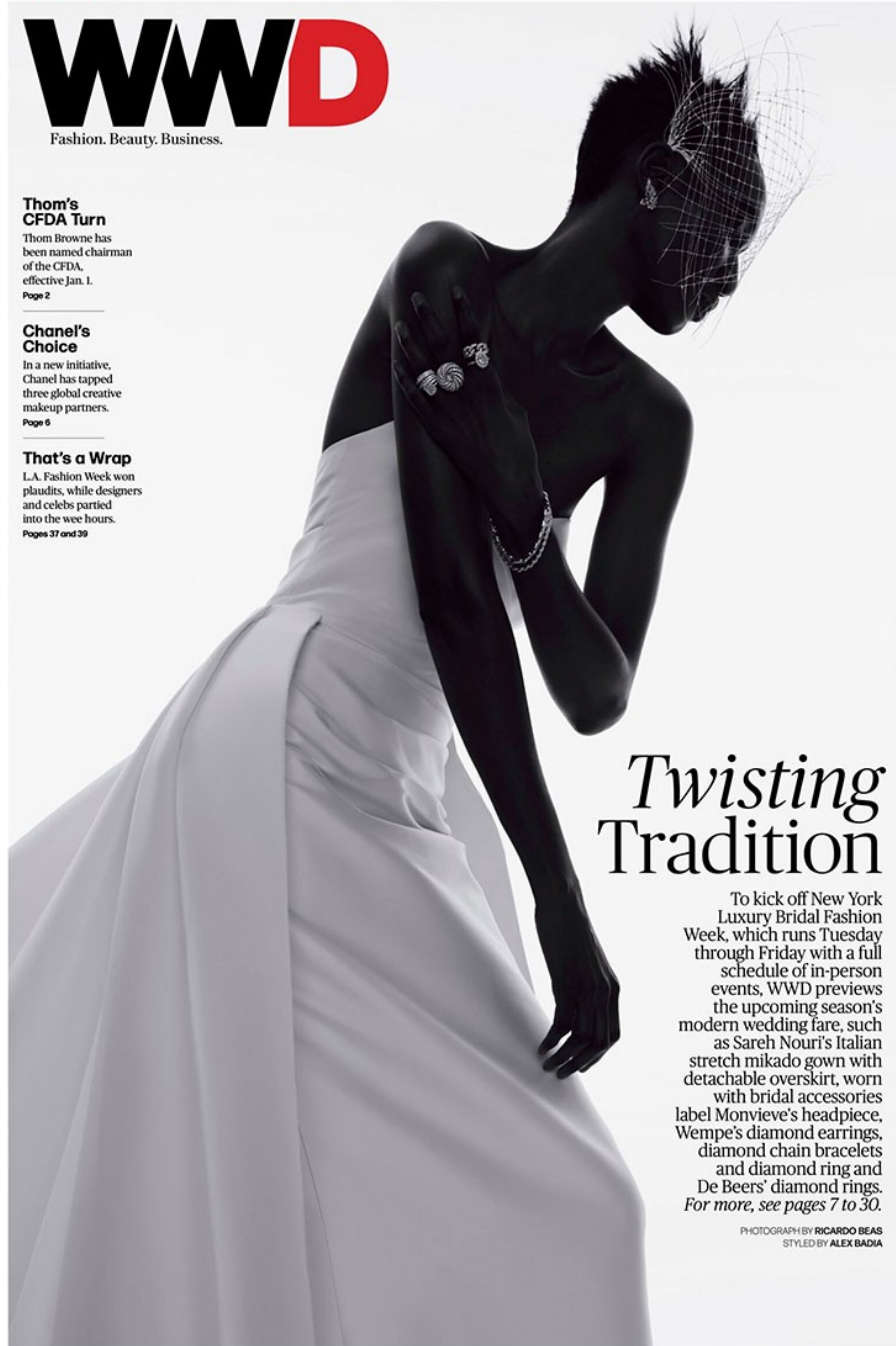 WWD
Fashion. Beauty. Business.
Thom's
CFDA Turn
Thom Browne has
been named chairman
of the CFDA,
effective Jan. 1.
Page 2
Chanel's
Choice
In a new initiative,
Chanel has tapped
three global creative
makeup partners.
Page 6
That's a Wrap
L.A. Fashion Week won
plaudits, while designers
and celebs partied
into the wee hours.
Pages 37 and 39
Twisting
Tradition
To kick off New York
Luxury Bridal Fashion
Week, which runs Tuesday
through Friday with a full
schedule of in-person
events, WWD previews
the upcoming season's
modern wedding fare, such
as Sareh Nouri's Italian
stretch mikado gown with
detachable overskirt, worn
with bridal accessories
label Monvieve's headpiece,
Wempe's diamond earrings,
diamond chain bracelets
and diamond ring and
De Beers' diamond rings.
For more, see pages 7 to 30.
PHOTOGRAPH BY RICARDO BEAS
STYLED BY ALEX BADIA